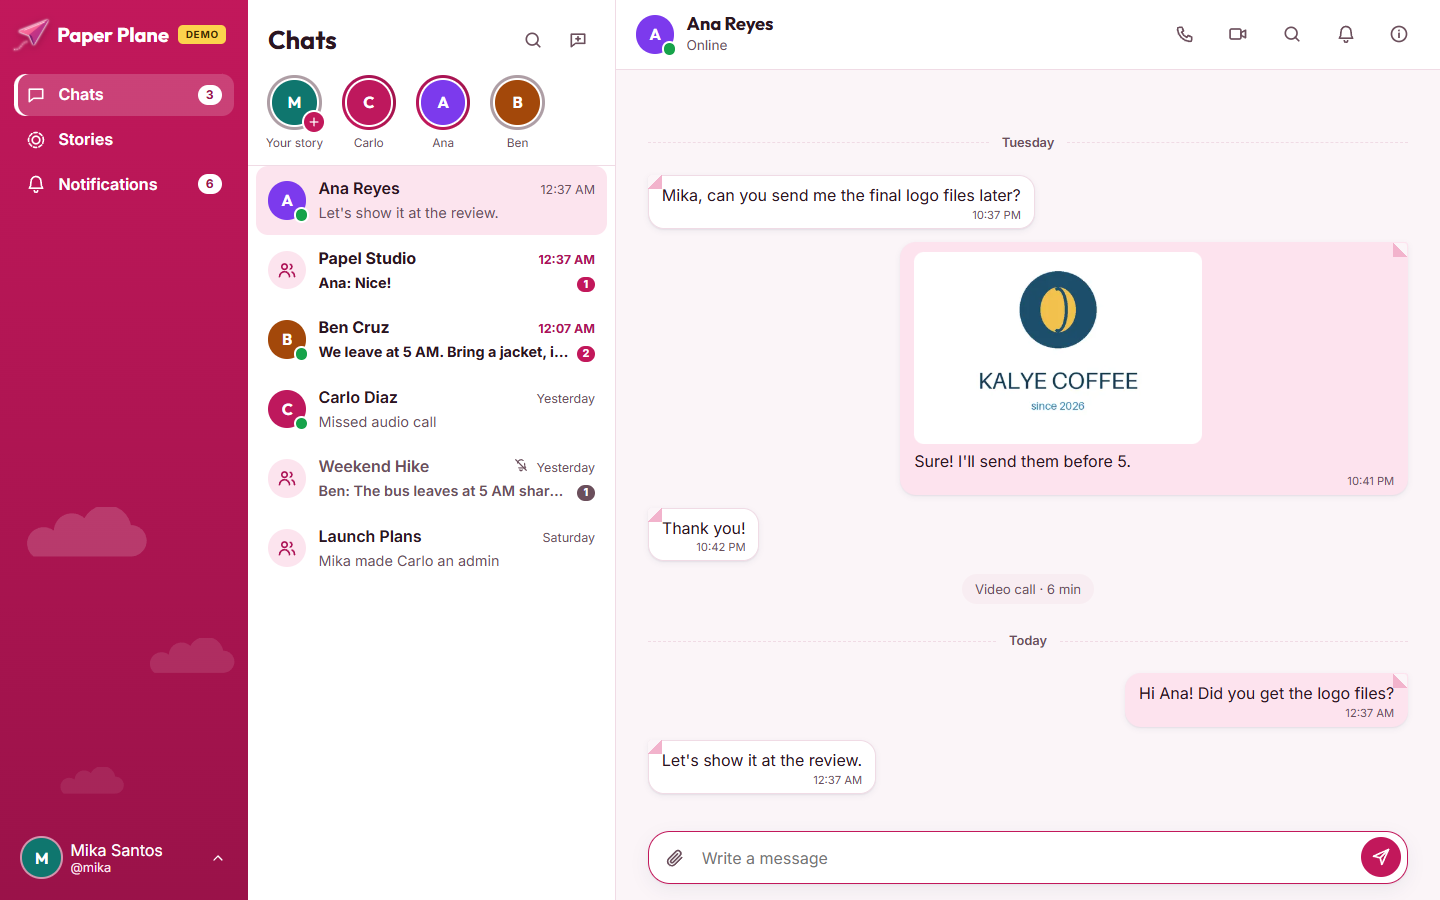 Paper Plane DEMO
Chats 3
Stories
Notifications 6
M Mika Santos
@mika
Chats
M C A B
Your story Carlo Ana Ben
A Ana Reyes 12:37 AM
Let's show it at the review.
Papel Studio 12:37 AM
Ana: Nice! 1
B Ben Cruz 12:07 AM
We leave at 5 AM. Bring a jacket, i... 2
C Carlo Diaz Yesterday
Missed audio call
Weekend Hike Yesterday
Ben: The bus leaves at 5 AM shar... 1
Launch Plans Saturday
Mika made Carlo an admin
A Ana Reyes
Online
Tuesday
Mika, can you send me the final logo files later?
10:37 PM
KALYE COFFEE
since 2026
Sure! I'll send them before 5.
10:41 PM
Thank you!
10:42 PM
Video call · 6 min
Today
Hi Ana! Did you get the logo files?
12:37 AM
Let's show it at the review.
12:37 AM
Write a message